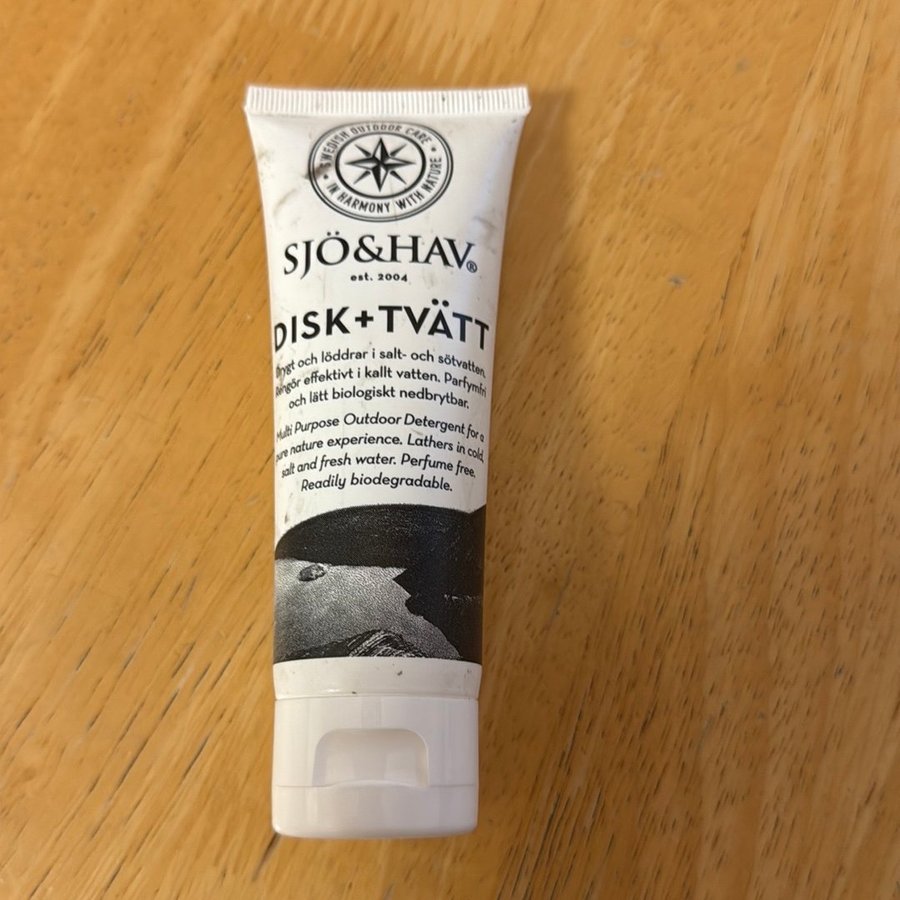 SWEDISH OUTDOOR CARE
IN HARMONY WITH NATURE
SJÖ&HAV®
est. 2004
DISK+TVÄTT
Drygt och löddrar i salt- och sötvatten.
Rengör effektivt i kallt vatten. Parfymfri
och lätt biologiskt nedbrytbar.
Multi Purpose Outdoor Detergent for a
pure nature experience. Lathers in cold,
salt and fresh water. Perfume free.
Readily biodegradable.